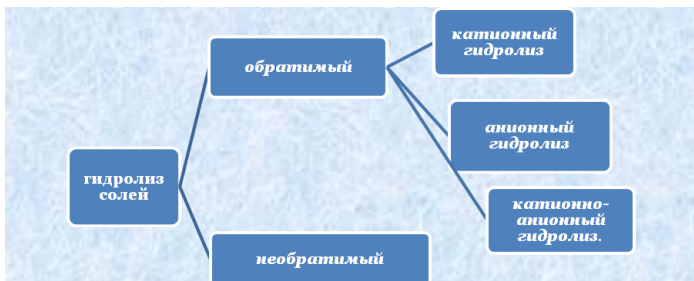 гидролиз
солей
обратимый
катионный
гидролиз
анионный
гидролиз
катионно-
анионный
гидролиз.
необратимый